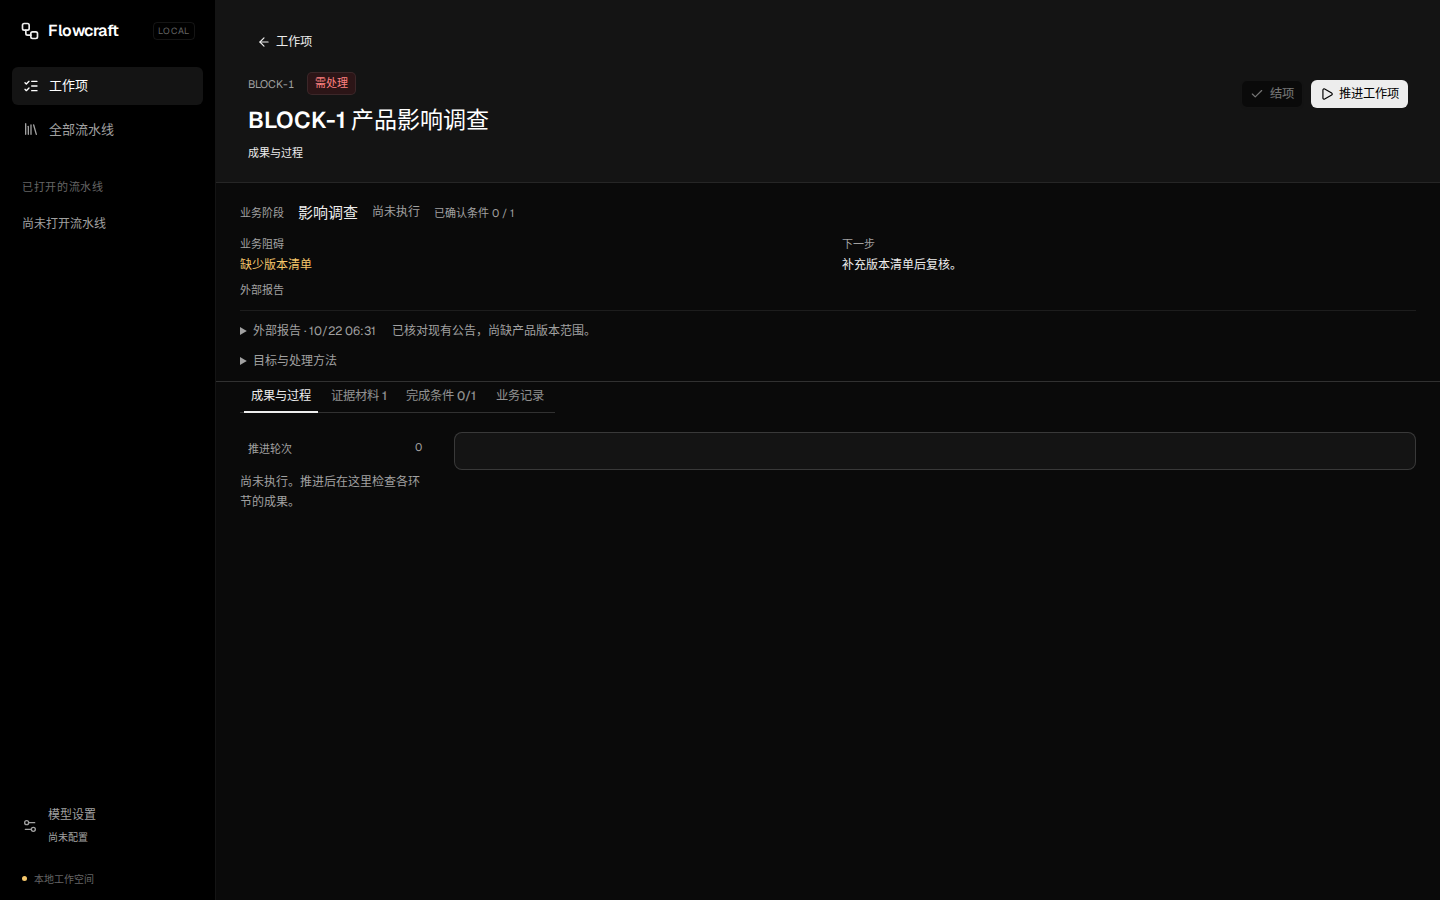 Flowcraft
LOCAL
工作项
全部流水线
已打开的流水线
尚未打开流水线
模型设置
尚未配置
本地工作空间
工作项
BLOCK-1
需处理
BLOCK-1 产品影响调查
成果与过程
结项
推进工作项
业务阶段 影响调查 尚未执行 已确认条件 0 / 1
业务阻碍
缺少版本清单
下一步
补充版本清单后复核。
外部报告
外部报告 · 10/22 06:31 已核对现有公告，尚缺产品版本范围。
目标与处理方法
成果与过程 证据材料 1 完成条件 0/1 业务记录
推进轮次 0
尚未执行。推进后在这里检查各环
节的成果。